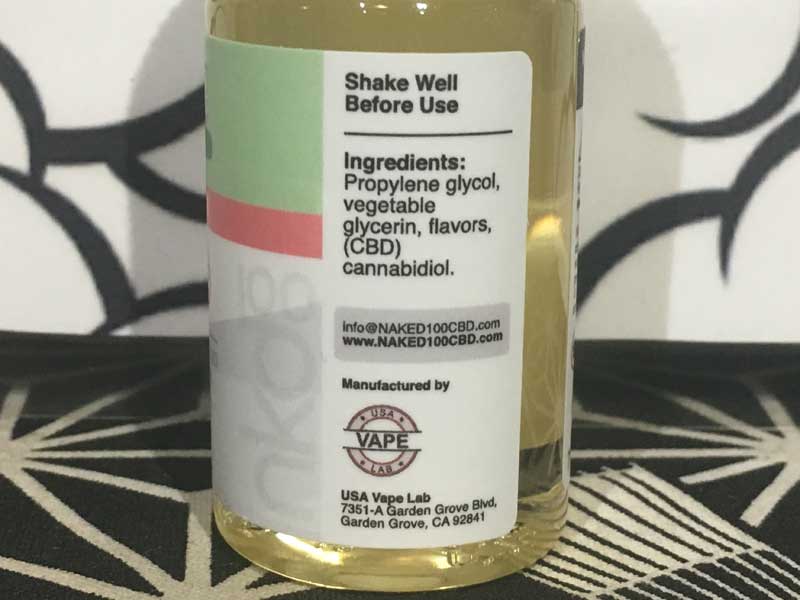 Shake Well
Before Use
Ingredients:
Propylene glycol,
vegetable
glycerin, flavors,
(CBD)
cannabidiol.
info@NAKED100CBD.com
www.NAKED100CBD.com
Manufactured by
USA
VAPE
LAB
USA Vape Lab
7351-A Garden Grove Blvd,
Garden Grove, CA 92841